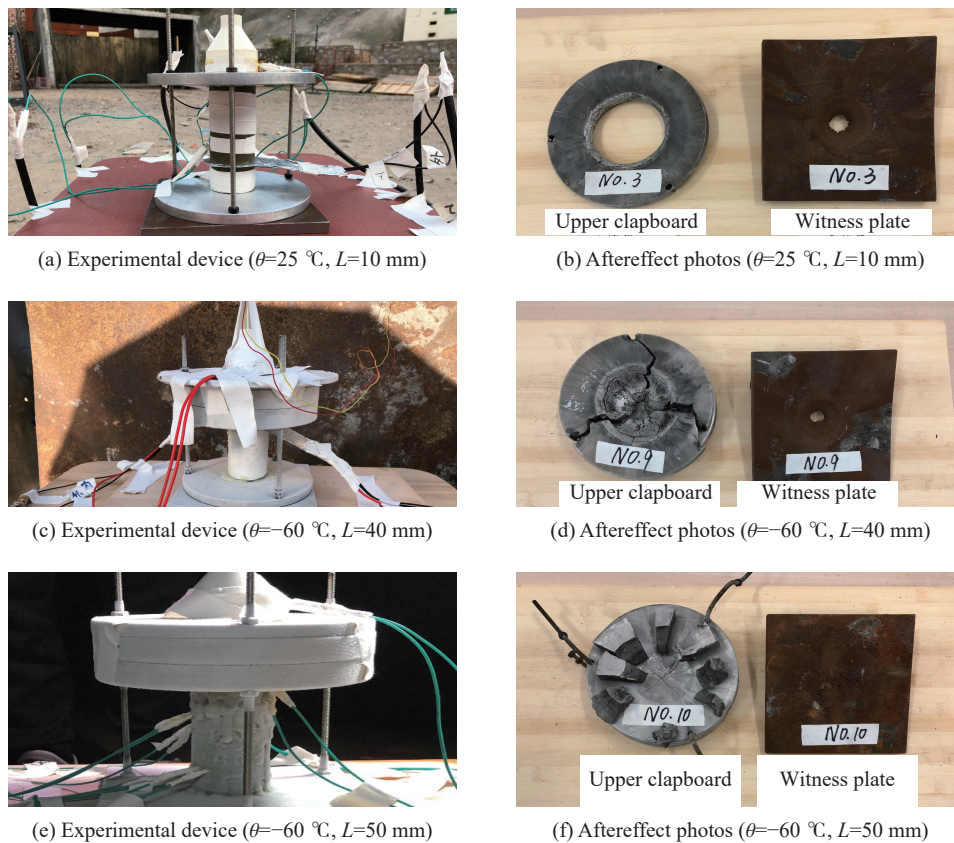 NO.3
NO.3
Upper clapboard
Witness plate
(a) Experimental device (θ=25 ℃, L=10 mm)
(b) Aftereffect photos (θ=25 ℃, L=10 mm)
NO.9
NO.9
Upper clapboard
Witness plate
(c) Experimental device (θ=−60 ℃, L=40 mm)
(d) Aftereffect photos (θ=−60 ℃, L=40 mm)
NO.10
NO.10
Upper clapboard
Witness plate
(e) Experimental device (θ=−60 ℃, L=50 mm)
(f) Aftereffect photos (θ=−60 ℃, L=50 mm)